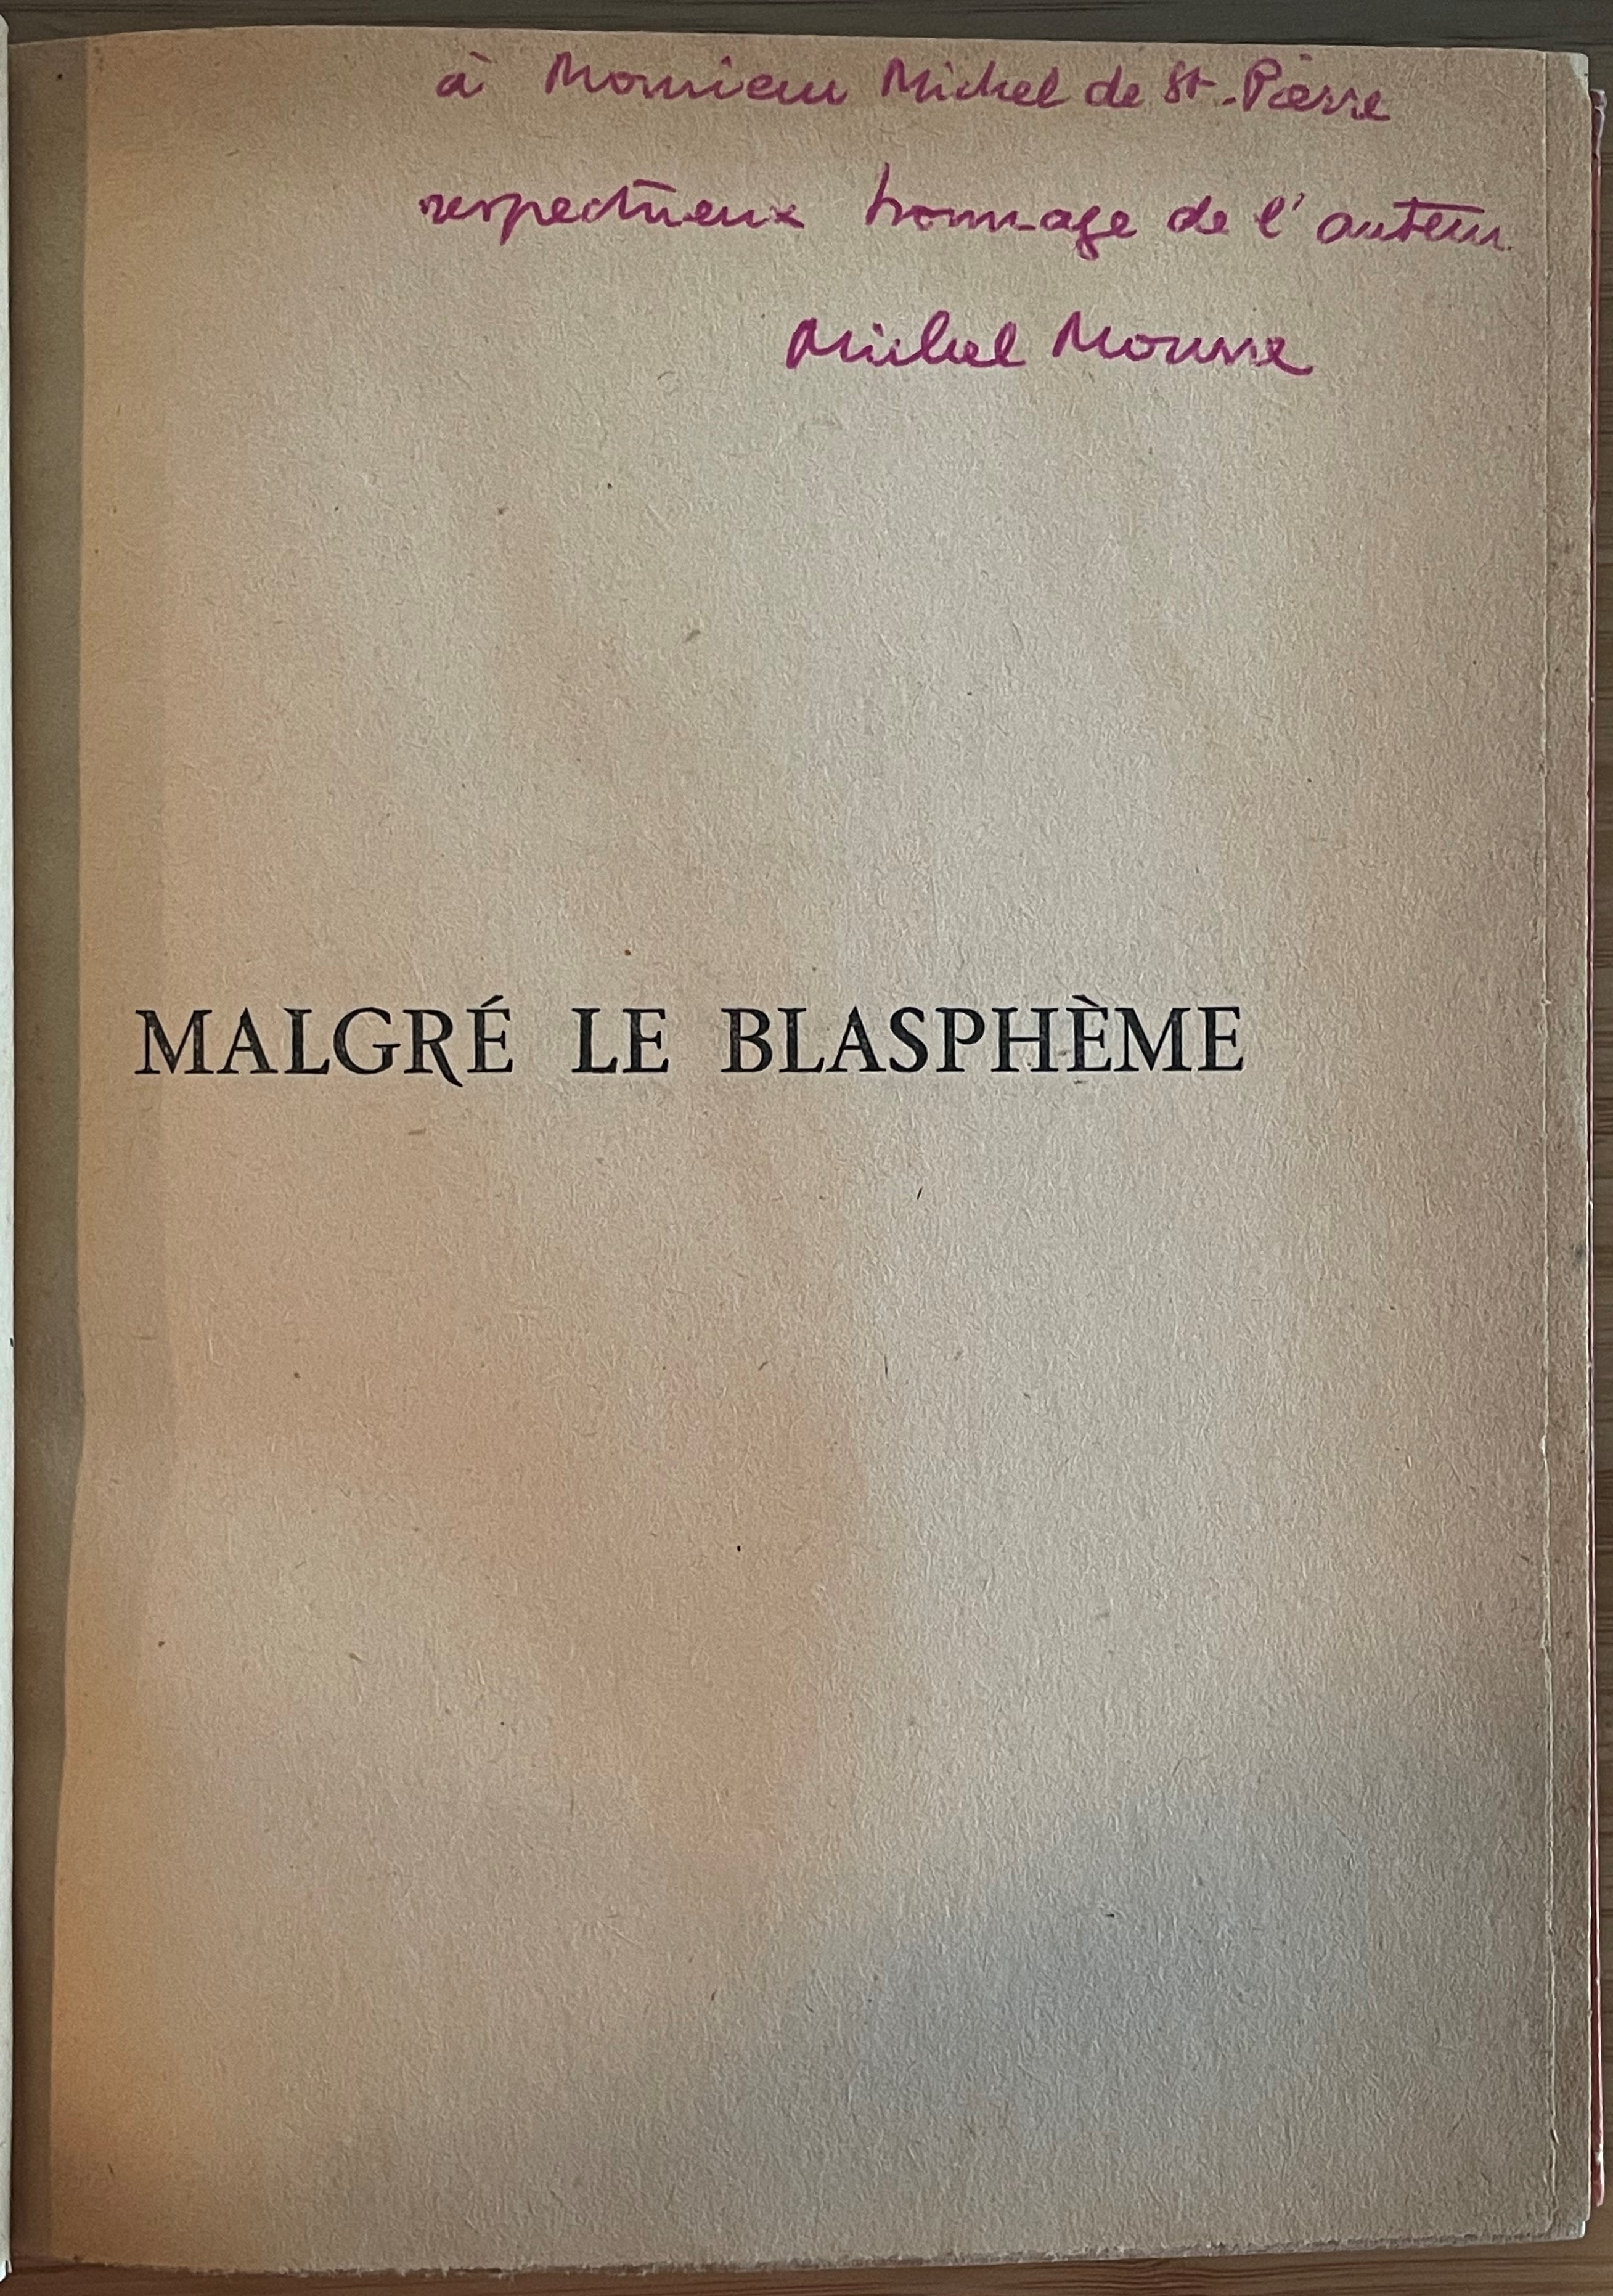 à Monsieur Michel de St-Pierre
respectueux hommage de l'auteur
Michel Mourre
MALGRÉ LE BLASPHÈME